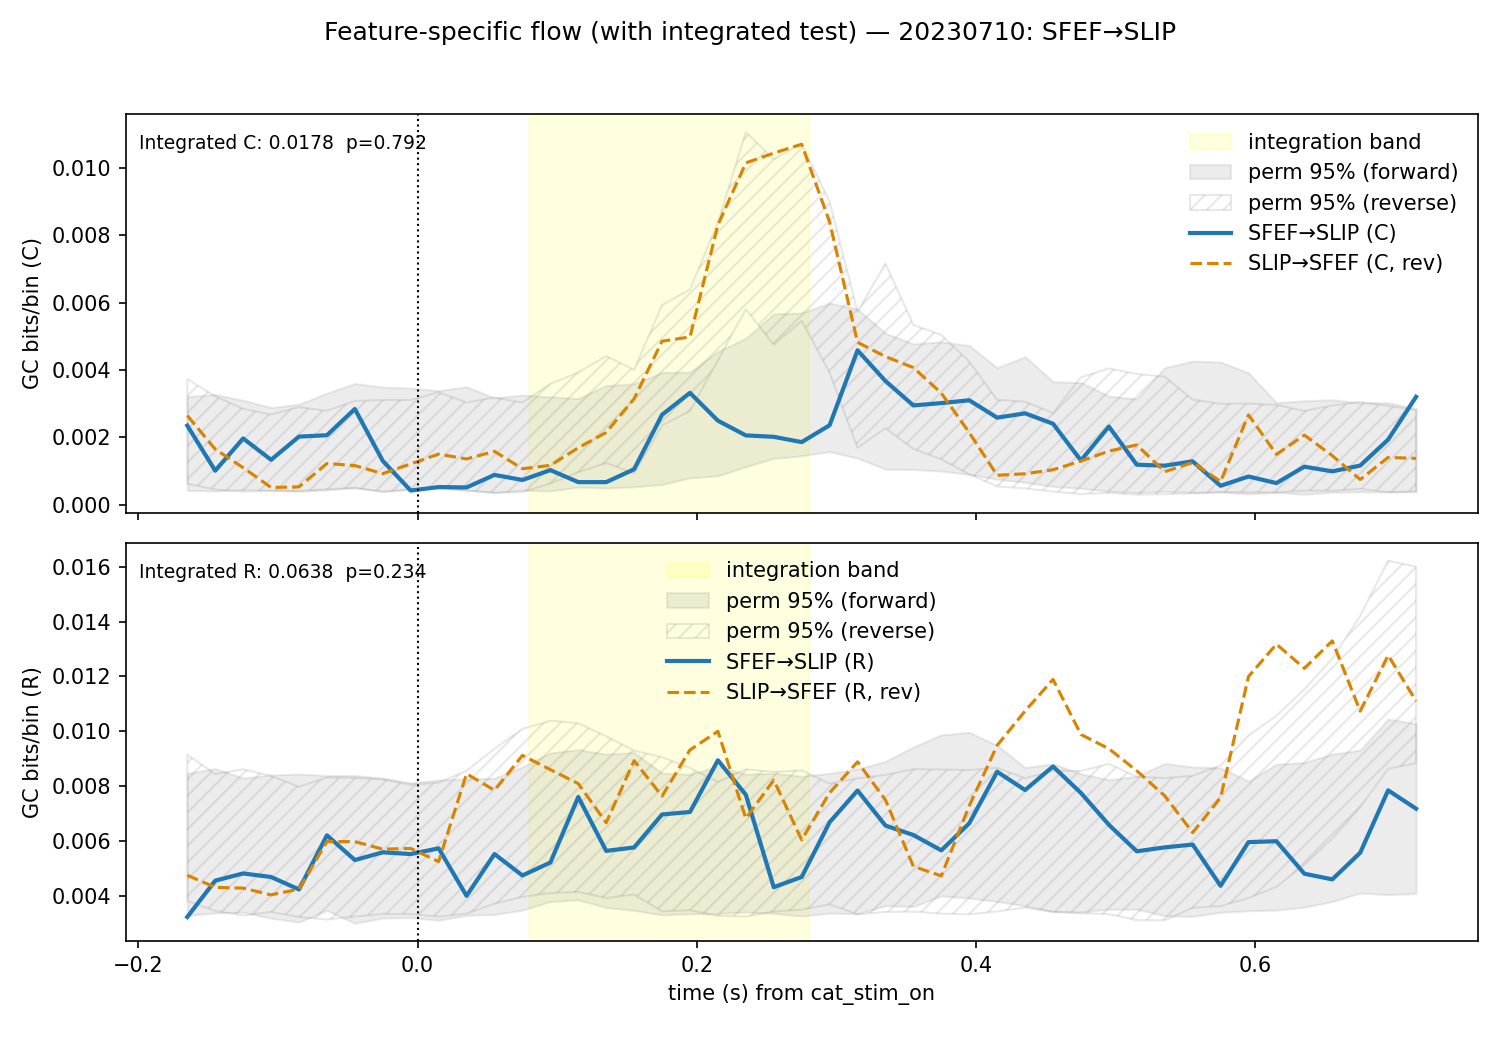 Feature-specific flow (with integrated test) — 20230710: SFEF→SLIP
Integrated C: 0.0178  p=0.792
integration band
perm 95% (forward)
perm 95% (reverse)
SFEF→SLIP (C)
SLIP→SFEF (C, rev)
GC bits/bin (C)
0.010
0.008
0.006
0.004
0.002
0.000
Integrated R: 0.0638  p=0.234
integration band
perm 95% (forward)
perm 95% (reverse)
SFEF→SLIP (R)
SLIP→SFEF (R, rev)
GC bits/bin (R)
0.016
0.014
0.012
0.010
0.008
0.006
0.004
−0.2
0.0
0.2
0.4
0.6
time (s) from cat_stim_on